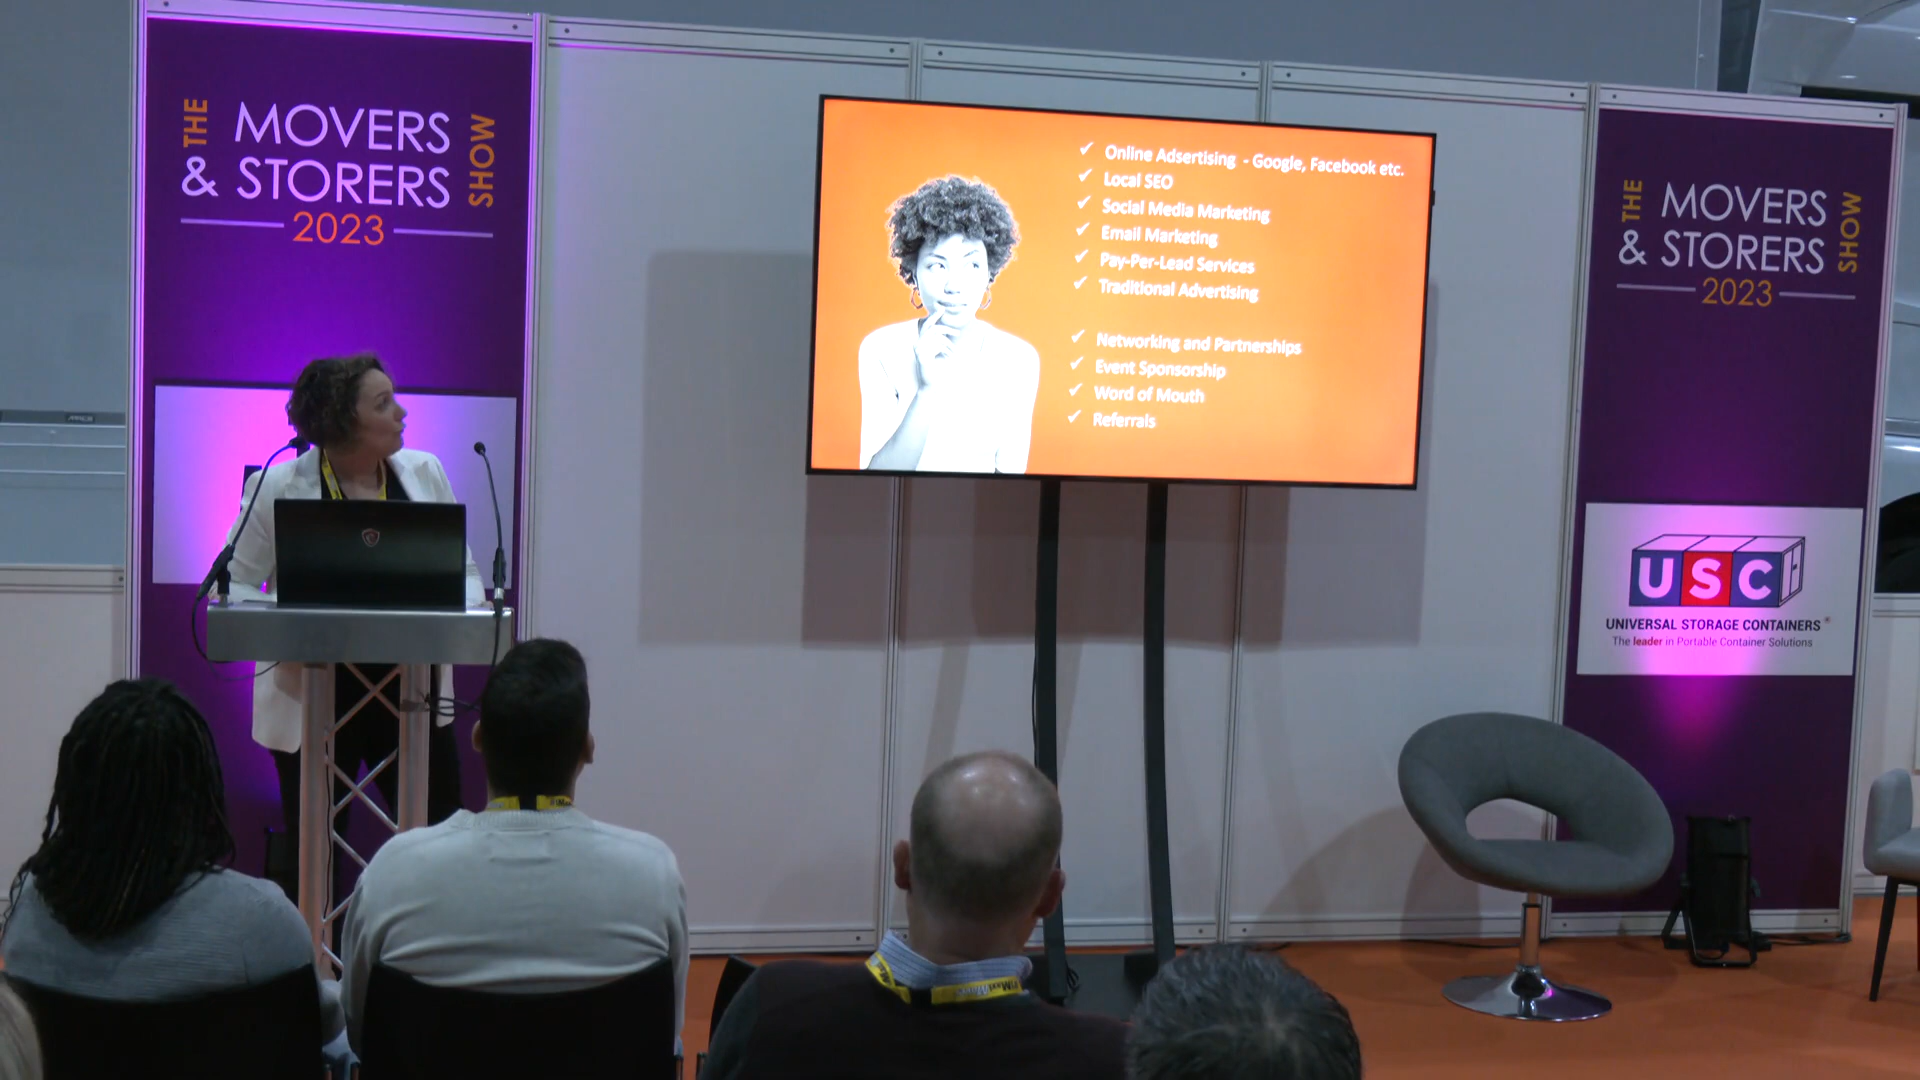 THE
MOVERS
& STORERS
SHOW
2023
✓ Online Adsertising - Google, Facebook etc.
✓ Local SEO
✓ Social Media Marketing
✓ Email Marketing
✓ Pay-Per-Lead Services
✓ Traditional Advertising
✓ Networking and Partnerships
✓ Event Sponsorship
✓ Word of Mouth
✓ Referrals
THE
MOVERS
& STORERS
SHOW
2023
USC
UNIVERSAL STORAGE CONTAINERS®
The leader in Portable Container Solutions